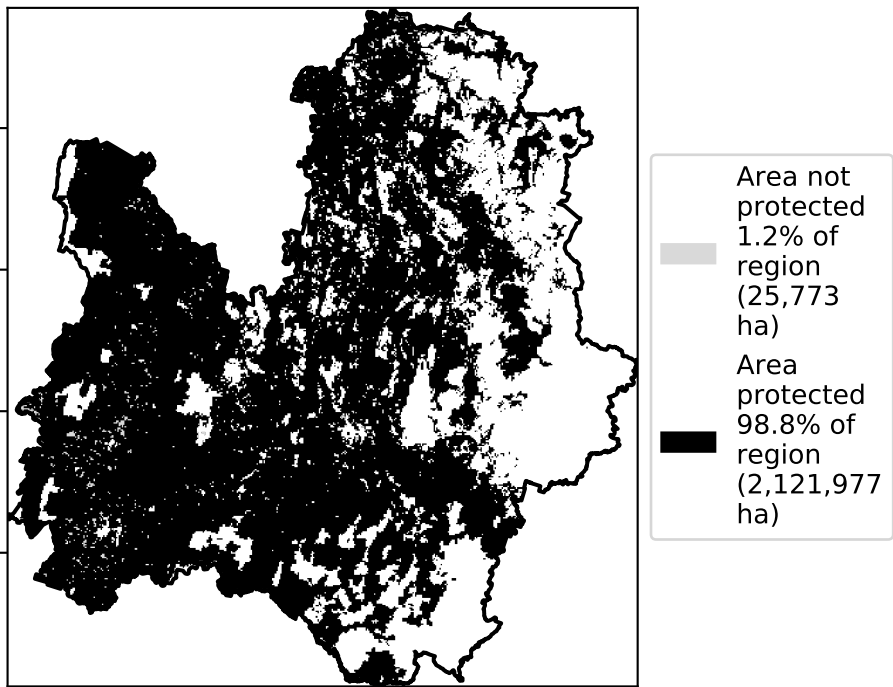 Area not
protected
1.2% of
region
(25,773
ha)
Area
protected
98.8% of
region
(2,121,977
ha)